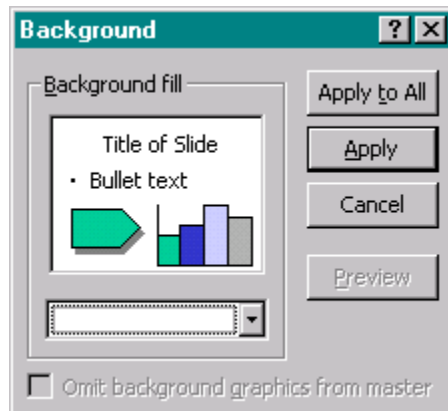 Background
Background fill
Title of Slide
• Bullet text
Apply to All
Apply
Cancel
Preview
Omit background graphics from master